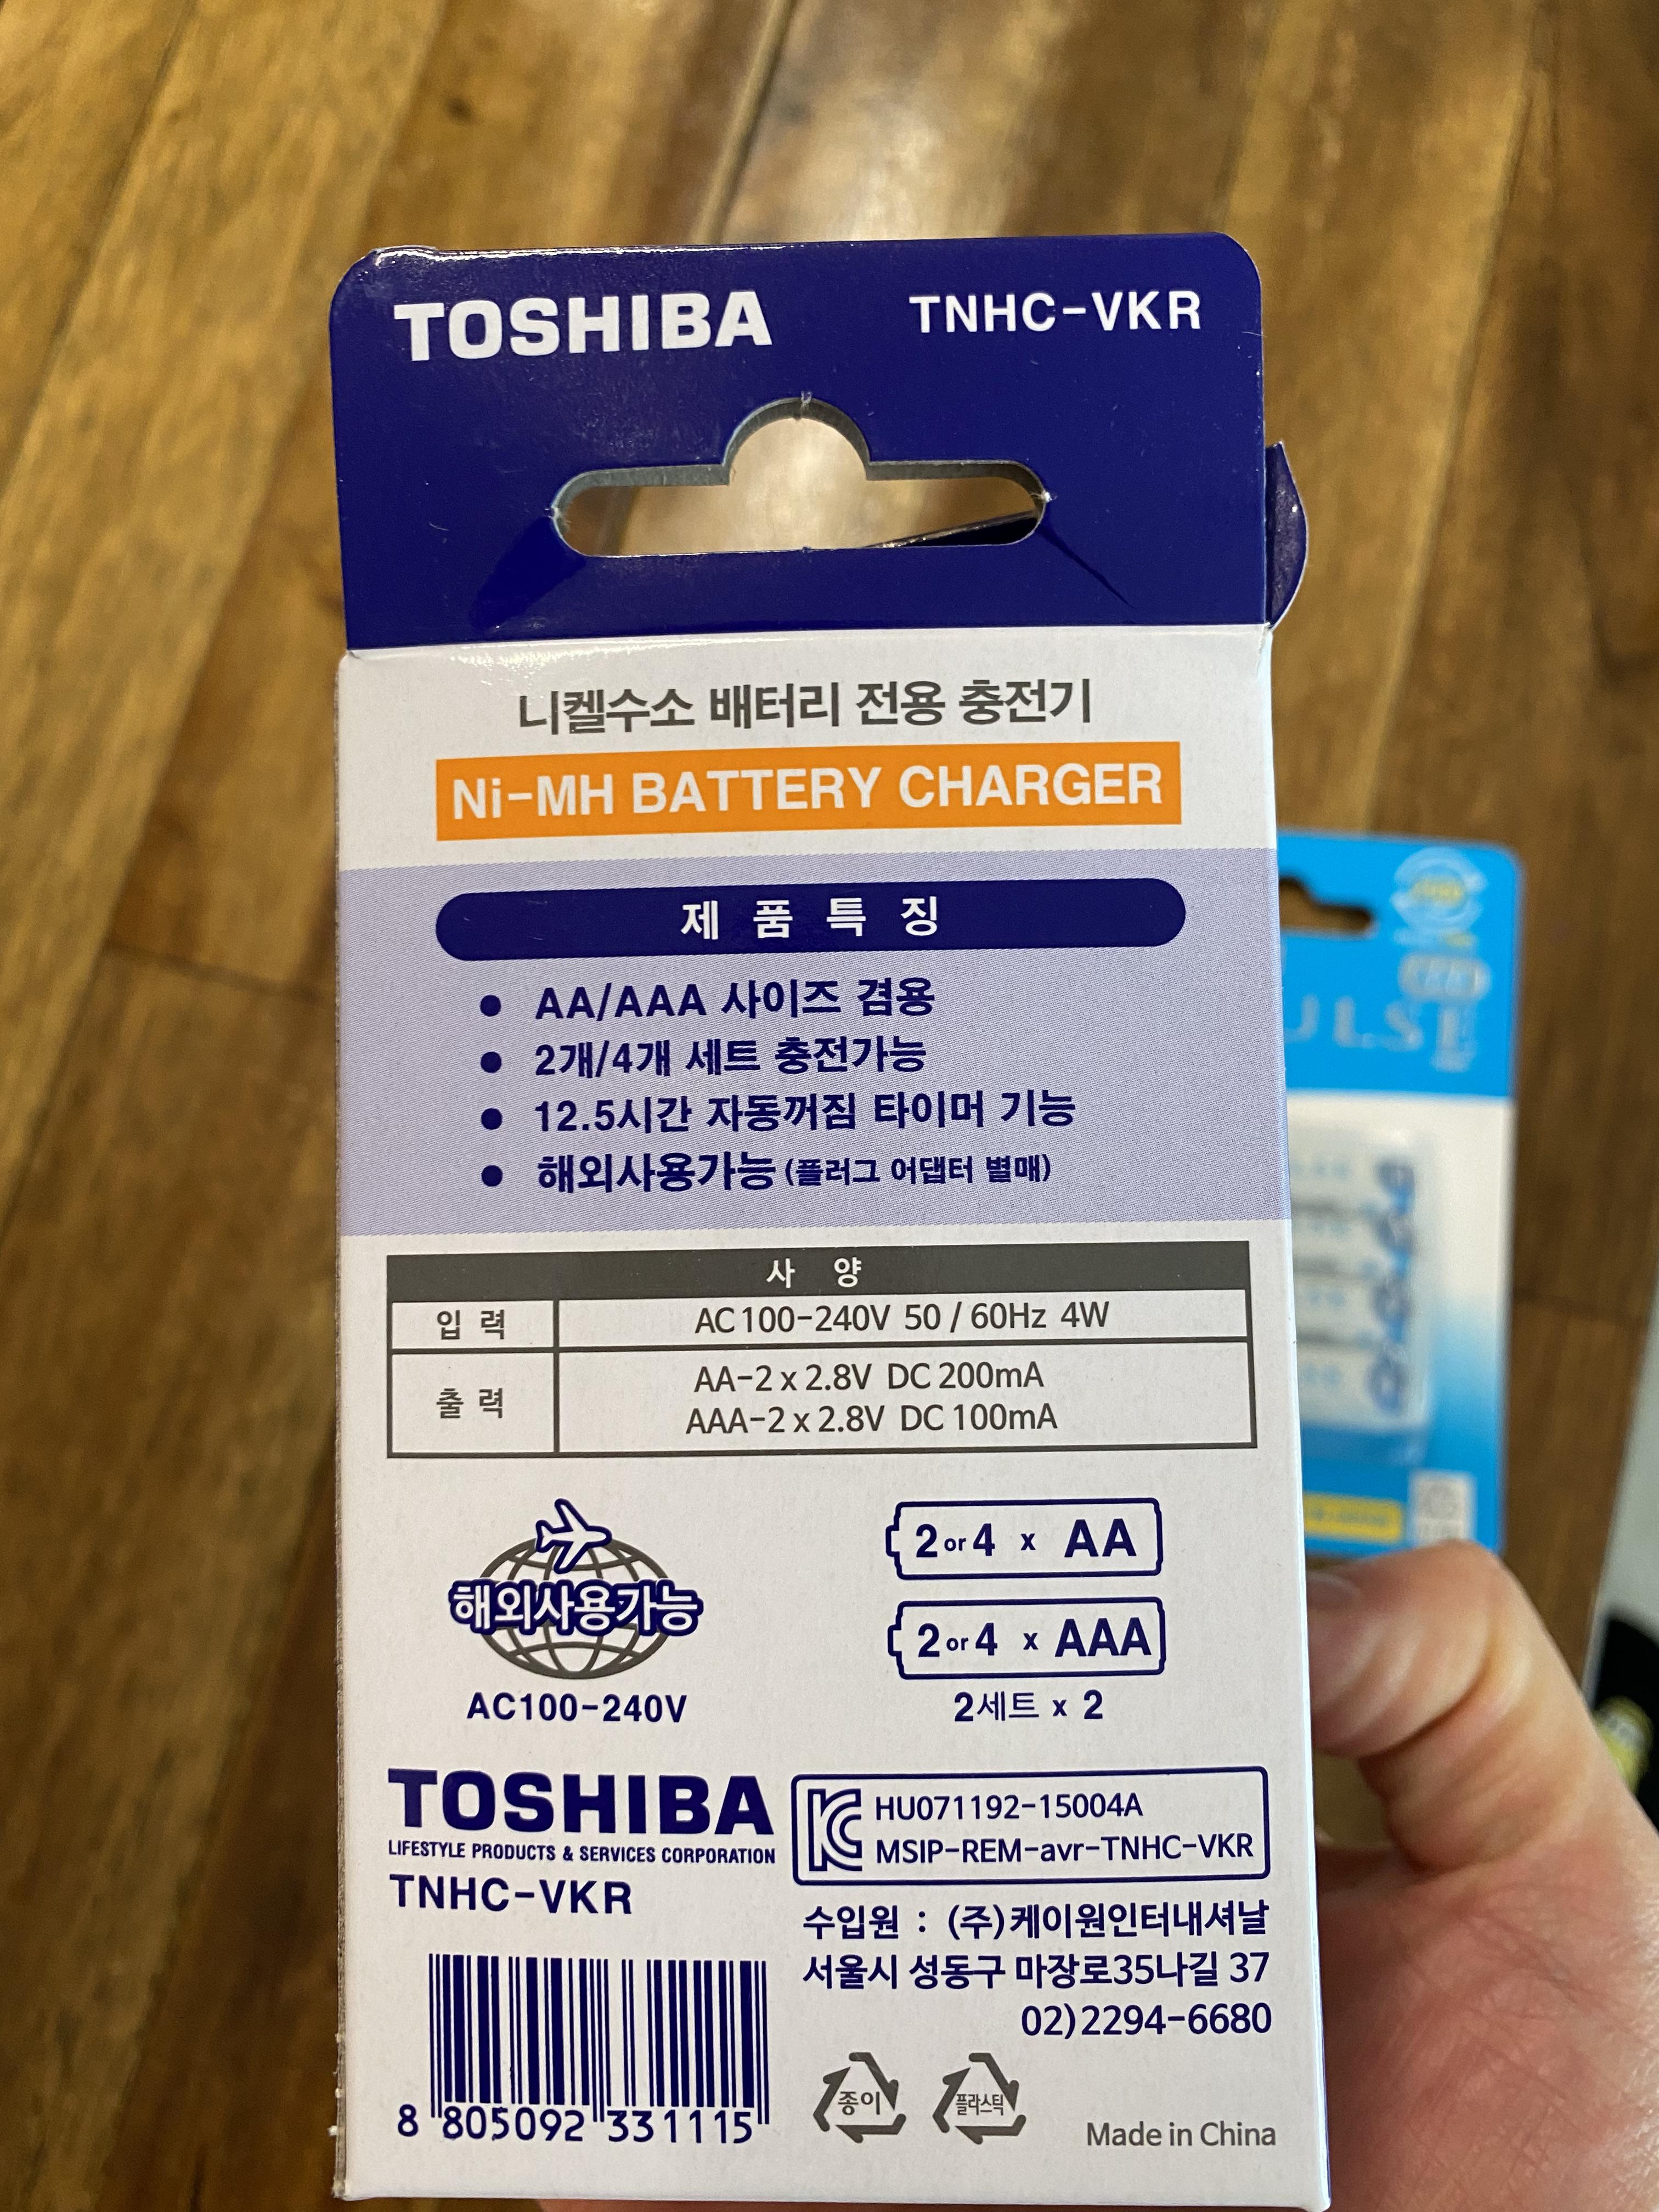 TOSHIBA TNHC-VKR
니켈수소 배터리 전용 충전기
Ni-MH BATTERY CHARGER
제 품 특 징
• AA/AAA 사이즈 겸용
• 2개/4개 세트 충전가능
• 12.5시간 자동꺼짐 타이머 기능
• 해외사용가능 (플러그 어댑터 별매)
사 양
입 력 AC 100-240V 50 / 60Hz 4W
출 력 AA-2 x 2.8V DC 200mA
AAA-2 x 2.8V DC 100mA
해외사용가능
AC100-240V
2 or 4 x AA
2 or 4 x AAA
2세트 x 2
TOSHIBA
LIFESTYLE PRODUCTS & SERVICES CORPORATION
TNHC-VKR
HU071192-15004A
MSIP-REM-avr-TNHC-VKR
수입원 : (주)케이원인터내셔날
서울시 성동구 마장로35나길 37
02)2294-6680
8 805092 331115
종이
플라스틱
Made in China